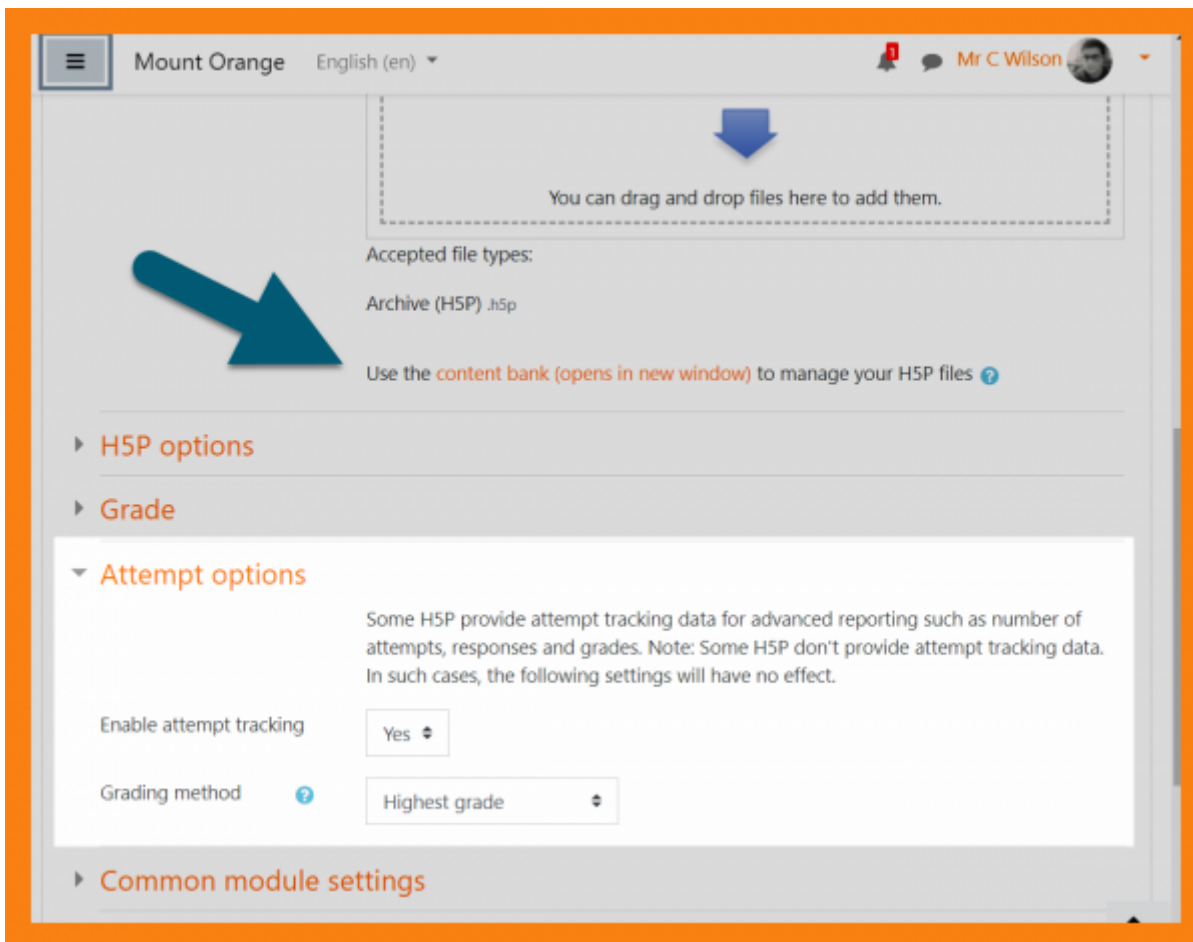 Mount Orange English (en) 1 Mr C Wilson
You can drag and drop files here to add them.
Accepted file types:
Archive (H5P) .h5p
Use the content bank (opens in new window) to manage your H5P files ?
H5P options
Grade
Attempt options
Some H5P provide attempt tracking data for advanced reporting such as number of
attempts, responses and grades. Note: Some H5P don't provide attempt tracking data.
In such cases, the following settings will have no effect.
Enable attempt tracking Yes
Grading method ? Highest grade
Common module settings